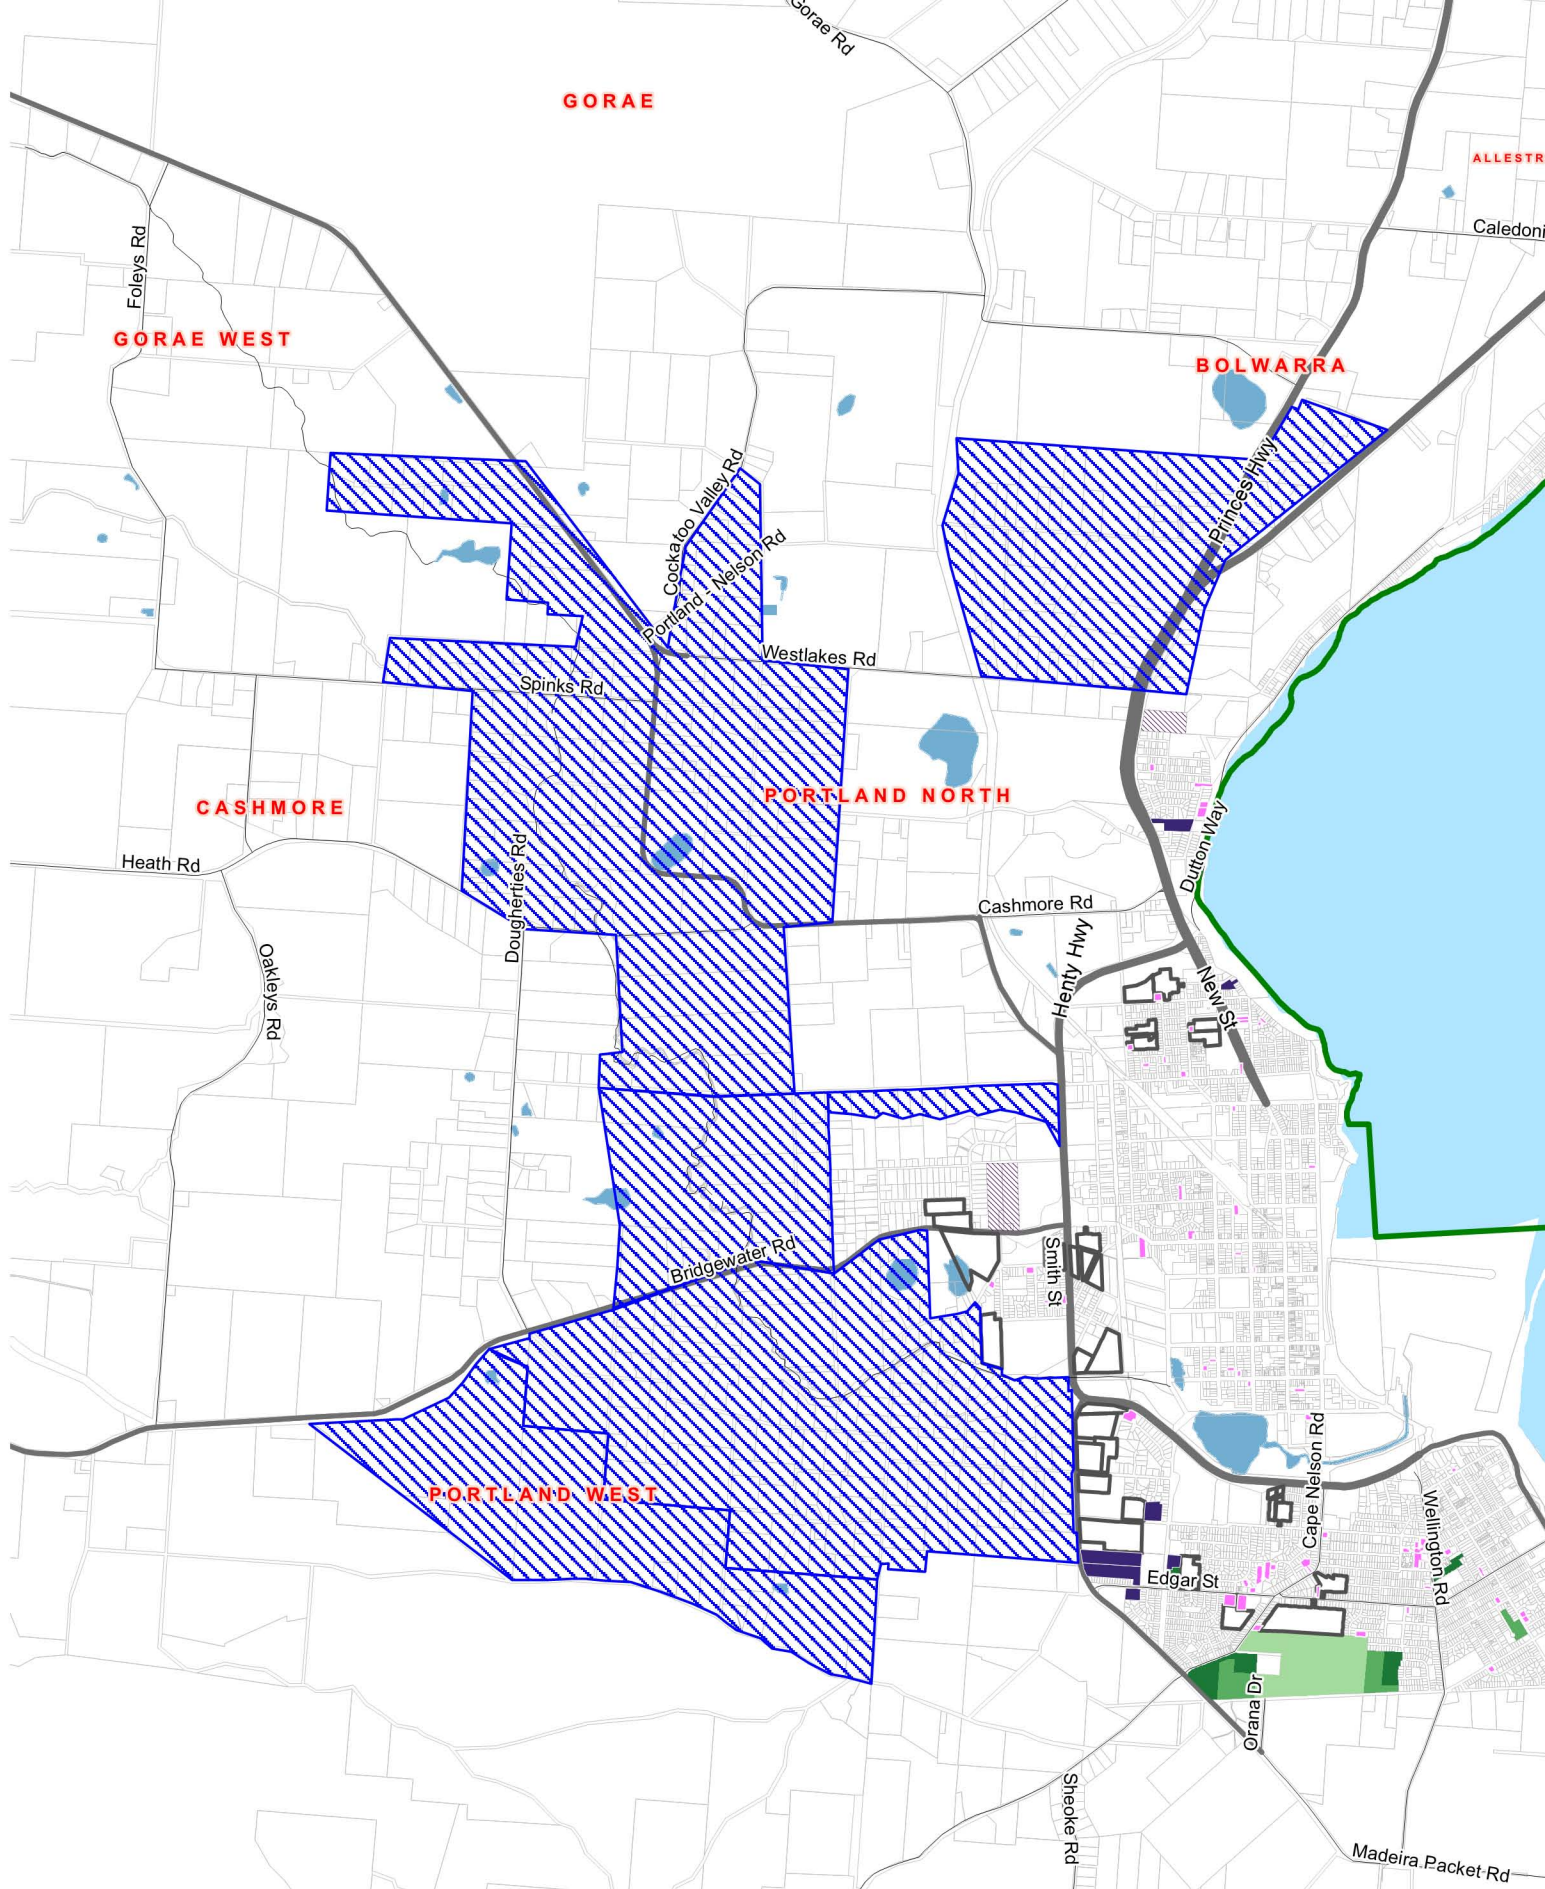 Gorae Rd
GORAE
ALLESTR
Caledoni
Foleys Rd
GORAE WEST
BOLWARRA
Cockatoo Valley Rd
Princes Hwy
Portland - Nelson Rd
Westlakes Rd
Spinks Rd
PORTLAND NORTH
CASHMORE
Dutton Way
Heath Rd
Dougherties Rd
Cashmore Rd
Oakleys Rd
Henty Hwy
New St
Bridgewater Rd
Smith St
Cape Nelson Rd
PORTLAND WEST
Wellington Rd
Edgar St
Orana Dr
Sheoke Rd
Madeira Packet Rd